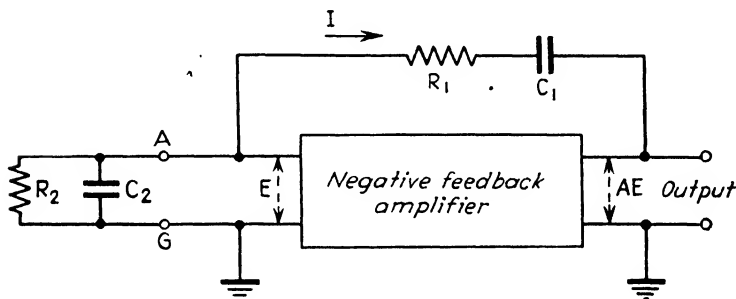 I
R₁
C₁
A
R₂
C₂
E
Negative feedback
amplifier
AE
Output
G